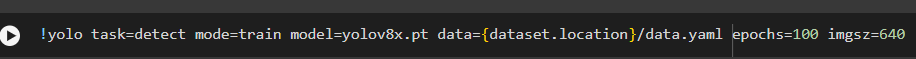 !yolo task=detect mode=train model=yolov8x.pt data={dataset.location}/data.yaml epochs=100 imgsz=640